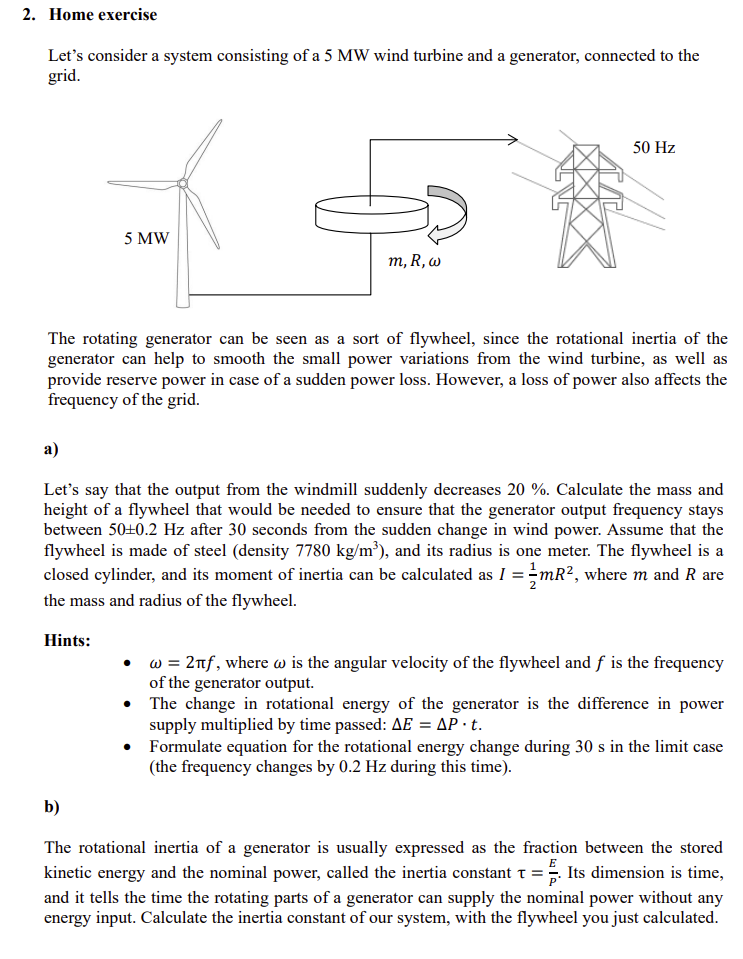 2. Home exercise
Let’s consider a system consisting of a 5 MW wind turbine and a generator, connected to the
grid.
50 Hz
5 MW
m, R, ω
The rotating generator can be seen as a sort of flywheel, since the rotational inertia of the
generator can help to smooth the small power variations from the wind turbine, as well as
provide reserve power in case of a sudden power loss. However, a loss of power also affects the
frequency of the grid.
a)
Let’s say that the output from the windmill suddenly decreases 20 %. Calculate the mass and
height of a flywheel that would be needed to ensure that the generator output frequency stays
between 50±0.2 Hz after 30 seconds from the sudden change in wind power. Assume that the
flywheel is made of steel (density 7780 kg/m³), and its radius is one meter. The flywheel is a
closed cylinder, and its moment of inertia can be calculated as I = ½mR², where m and R are
the mass and radius of the flywheel.
Hints:
• ω = 2πf, where ω is the angular velocity of the flywheel and f is the frequency
of the generator output.
• The change in rotational energy of the generator is the difference in power
supply multiplied by time passed: ΔE = ΔP · t.
• Formulate equation for the rotational energy change during 30 s in the limit case
(the frequency changes by 0.2 Hz during this time).
b)
The rotational inertia of a generator is usually expressed as the fraction between the stored
kinetic energy and the nominal power, called the inertia constant τ = E/P. Its dimension is time,
and it tells the time the rotating parts of a generator can supply the nominal power without any
energy input. Calculate the inertia constant of our system, with the flywheel you just calculated.